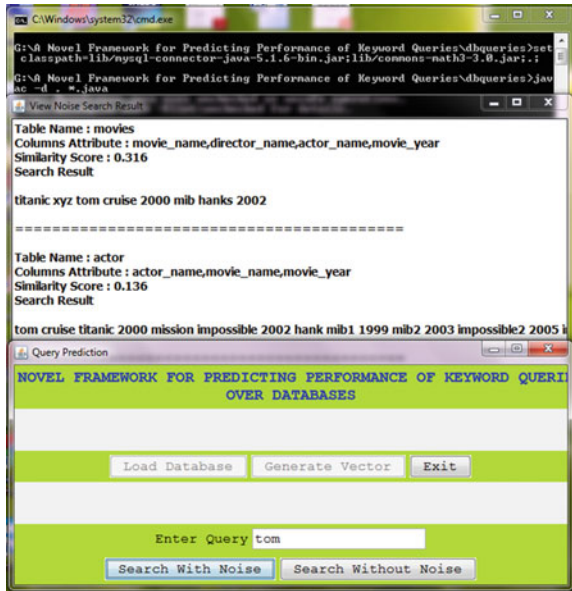 C:\Windows\system32\cmd.exe
G:\A Novel Framework for Predicting Performance of Keyword Queries\dbqueries>set
classpath=lib/mysql-connector-java-5.1.6-bin.jar;lib/commons-math3-3.0.jar;.;
G:\A Novel Framework for Predicting Performance of Keyword Queries\dbqueries>jav
ac -d . *.java
View Noise Search Result
Table Name : movies
Columns Attribute : movie_name,director_name,actor_name,movie_year
Similarity Score : 0.316
Search Result
titanic xyz tom cruise 2000 mib hanks 2002
===========================================
Table Name : actor
Columns Attribute : actor_name,movie_name,movie_year
Similarity Score : 0.136
Search Result
tom cruise titanic 2000 mission impossible 2002 hank mib1 1999 mib2 2003 impossible2 2005
Query Prediction
NOVEL FRAMEWORK FOR PREDICTING PERFORMANCE OF KEYWORD QUERI
OVER DATABASES
Load Database Generate Vector Exit
Enter Query tom
Search With Noise Search Without Noise